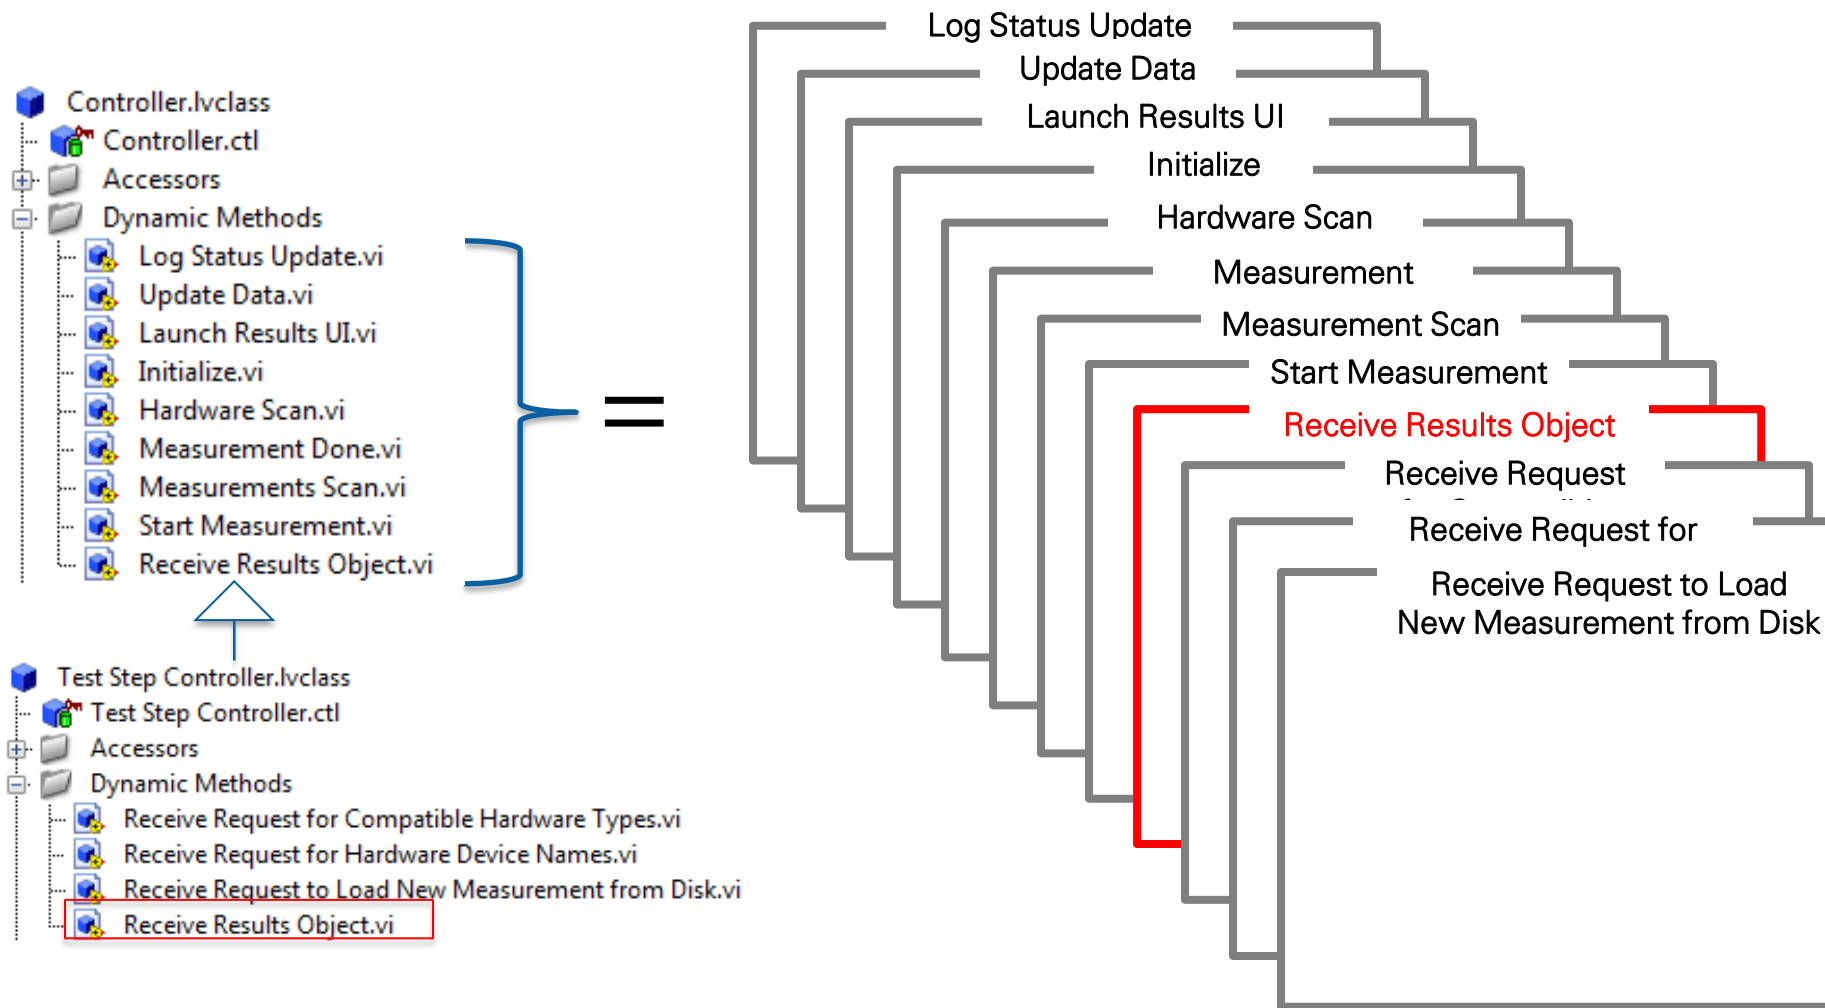 Controller.lvclass
Controller.ctl
Accessors
Dynamic Methods
Log Status Update.vi
Update Data.vi
Launch Results UI.vi
Initialize.vi
Hardware Scan.vi
Measurement Done.vi
Measurements Scan.vi
Start Measurement.vi
Receive Results Object.vi
Test Step Controller.lvclass
Test Step Controller.ctl
Accessors
Dynamic Methods
Receive Request for Compatible Hardware Types.vi
Receive Request for Hardware Device Names.vi
Receive Request to Load New Measurement from Disk.vi
Receive Results Object.vi
=
Log Status Update
Update Data
Launch Results UI
Initialize
Hardware Scan
Measurement
Measurement Scan
Start Measurement
Receive Results Object
Receive Request
Receive Request for
Receive Request to Load
New Measurement from Disk